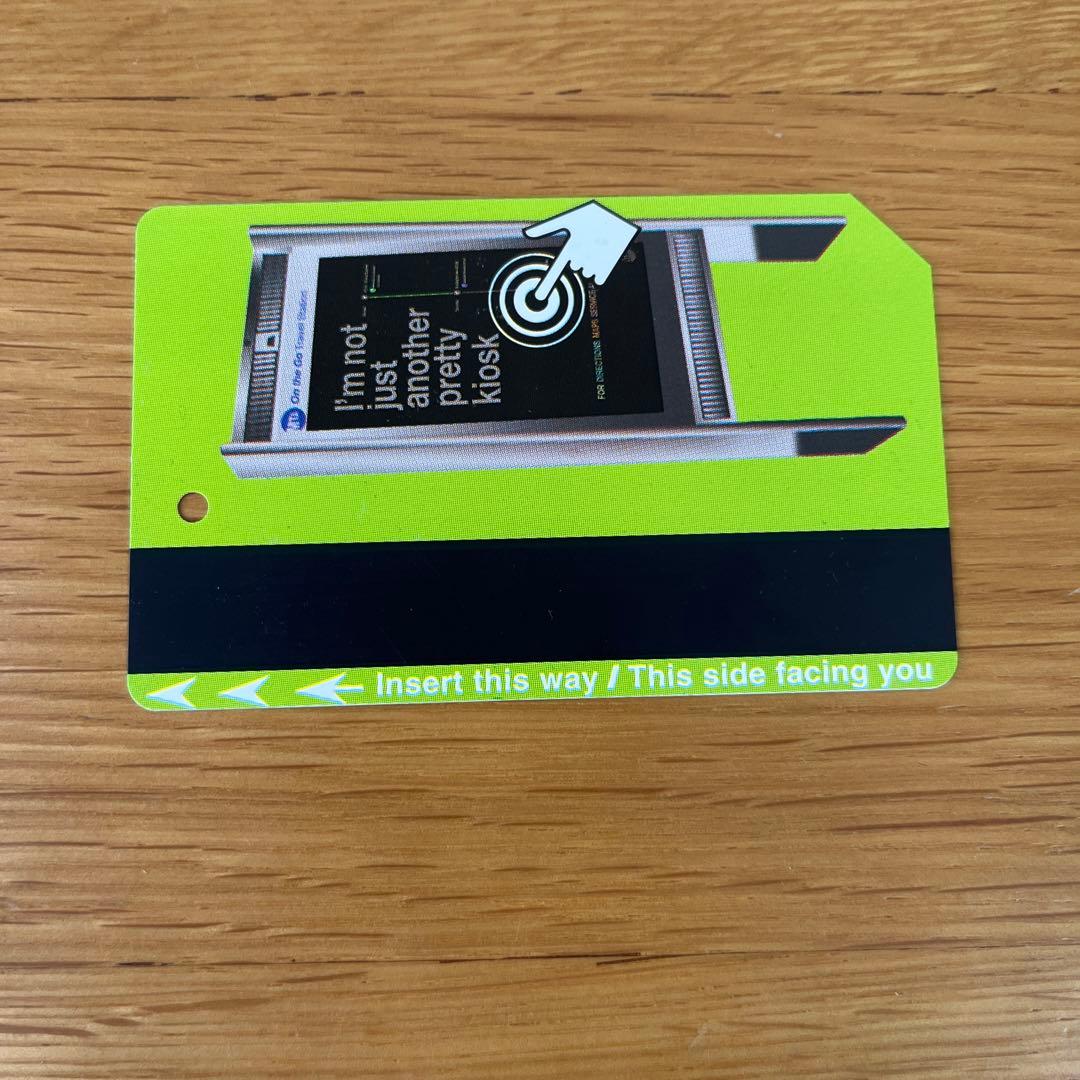 On the Go Travel Station
I'm not
just
another
pretty
kiosk
FOR DIRECTIONS, MAPS, SERVICE
Insert this way / This side facing you